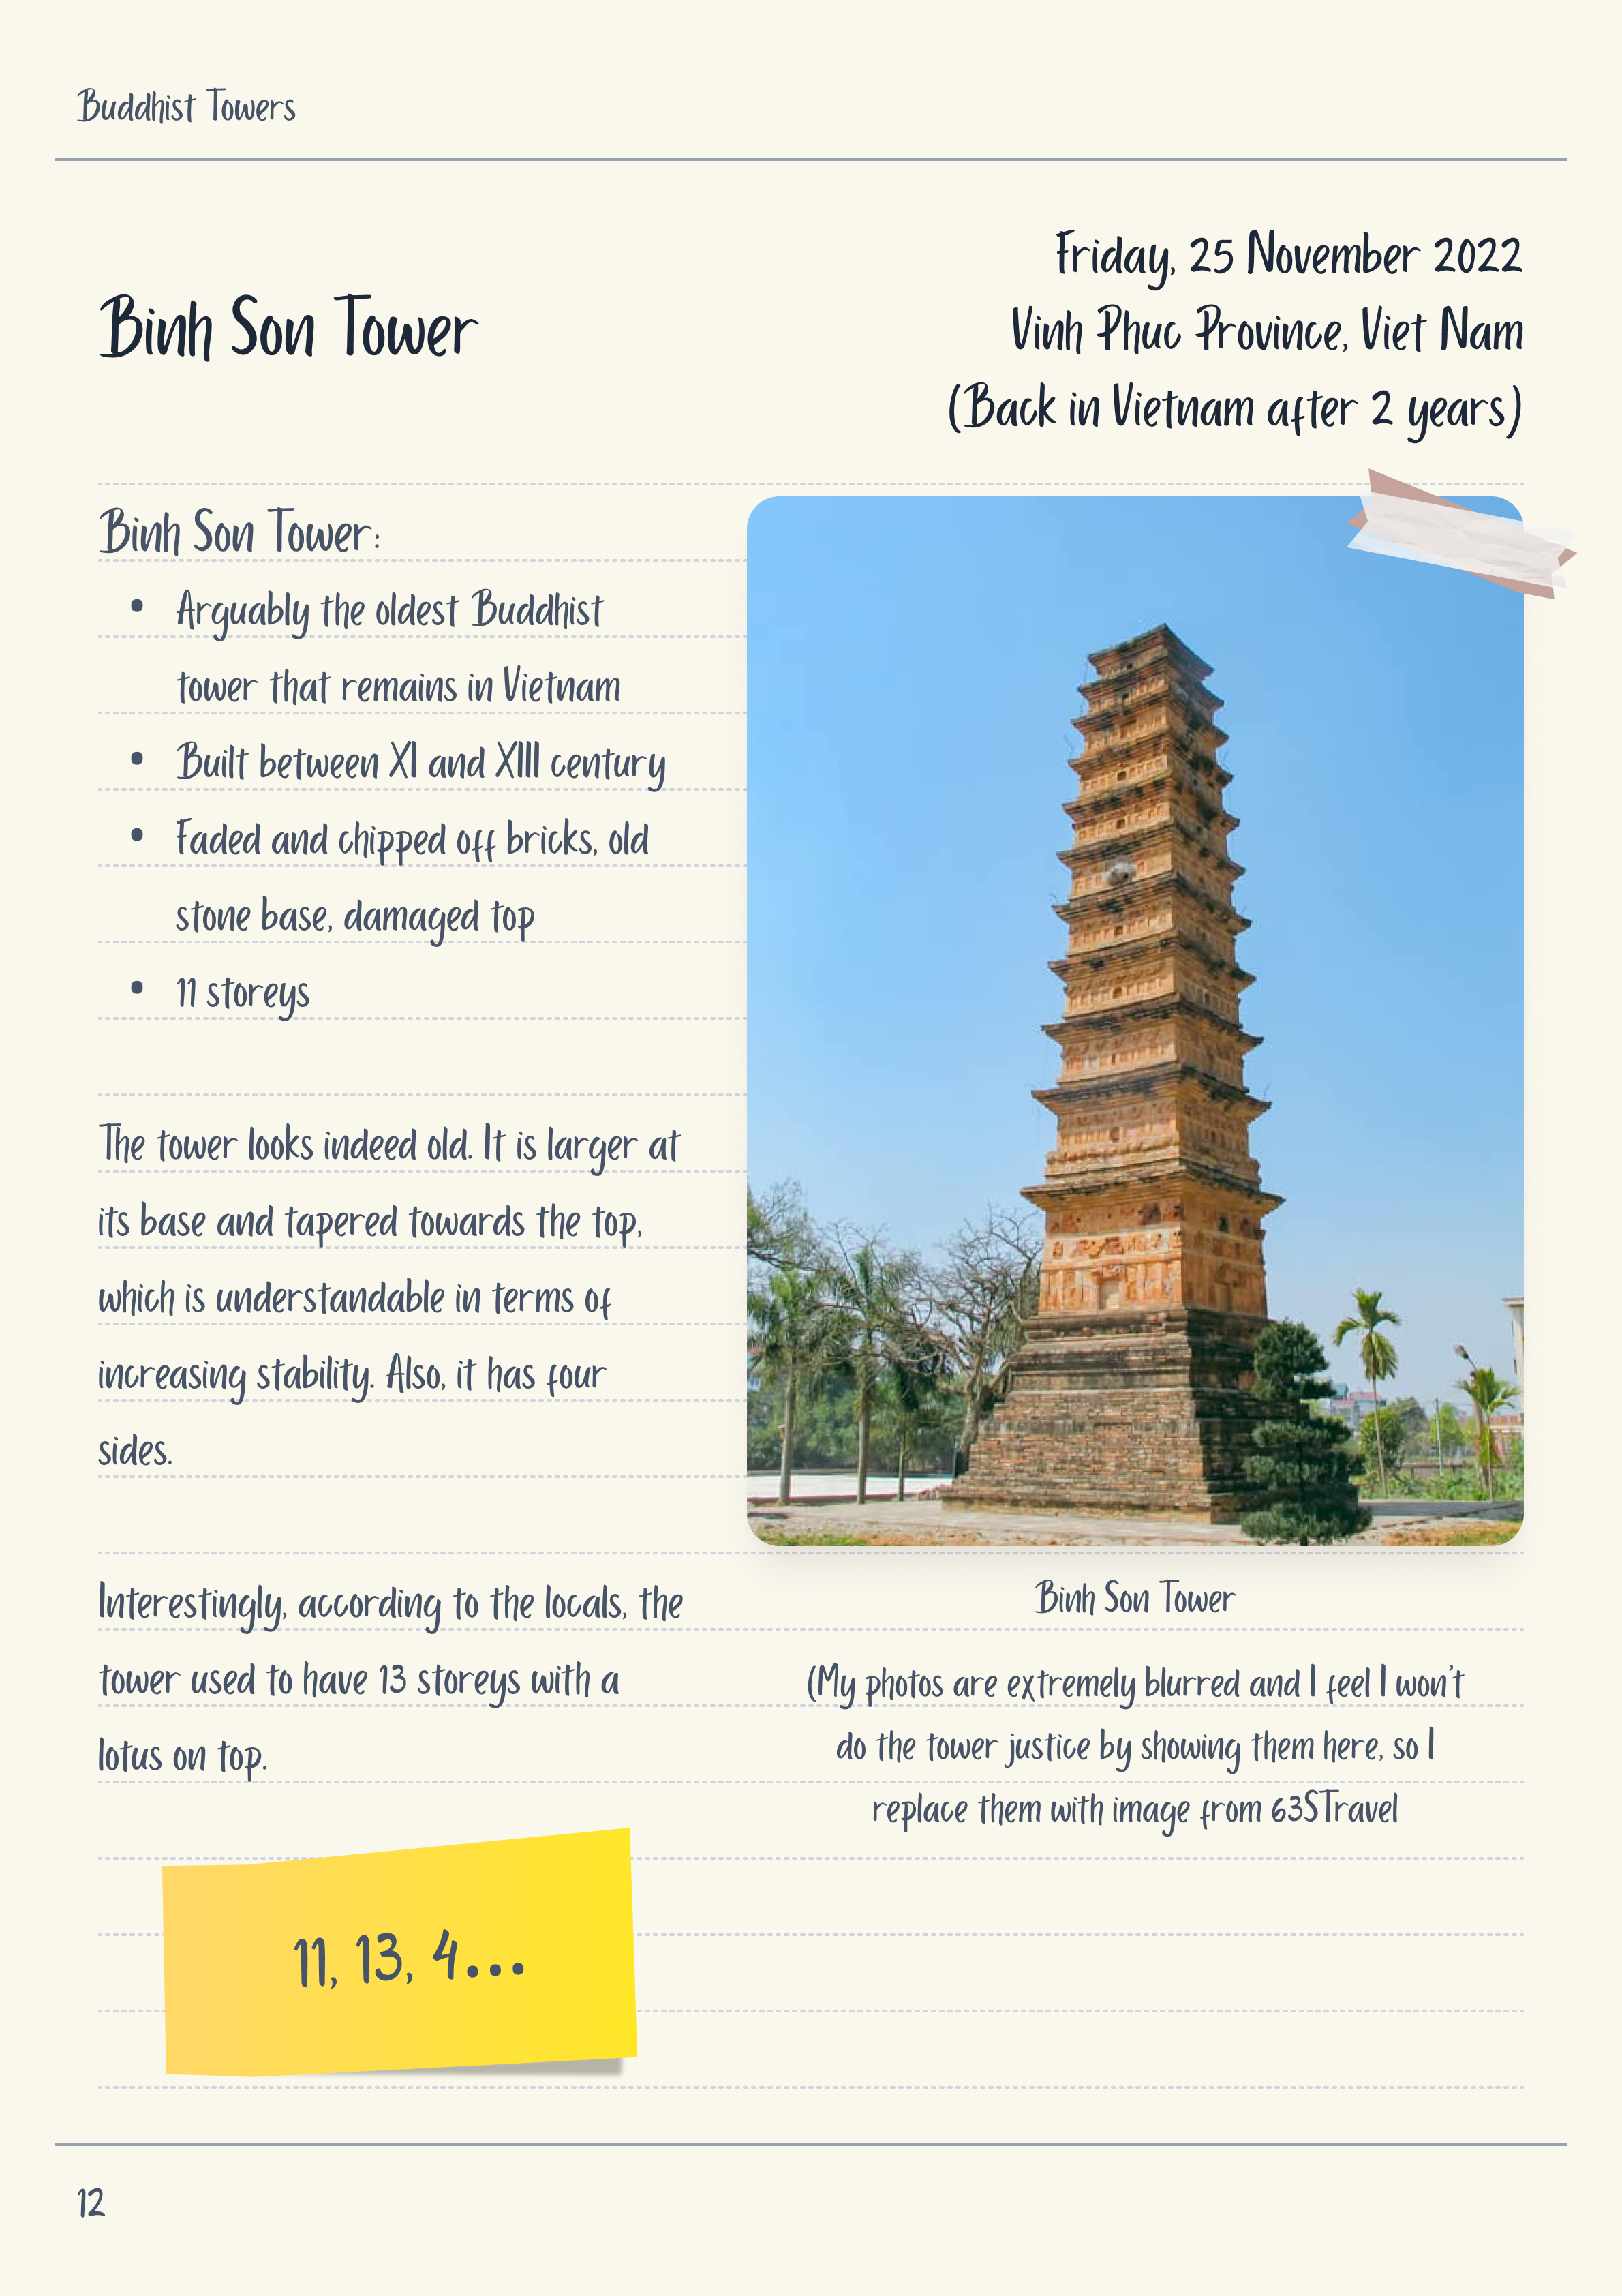 Buddhist Towers
Binh Son Tower
Friday, 25 November 2022
Vinh Phuc Province, Viet Nam
(Back in Vietnam after 2 years)
Binh Son Tower:
• Arguably the oldest Buddhist
tower that remains in Vietnam
• Built between XI and XIII century
• Faded and chipped off bricks, old
stone base, damaged top
• 11 storeys
The tower looks indeed old. It is larger at
its base and tapered towards the top,
which is understandable in terms of
increasing stability. Also, it has four
sides.
Interestingly, according to the locals, the
tower used to have 13 storeys with a
lotus on top.
Binh Son Tower
(My photos are extremely blurred and I feel I won't
do the tower justice by showing them here, so I
replace them with image from 63STravel
11, 13, 4...
12